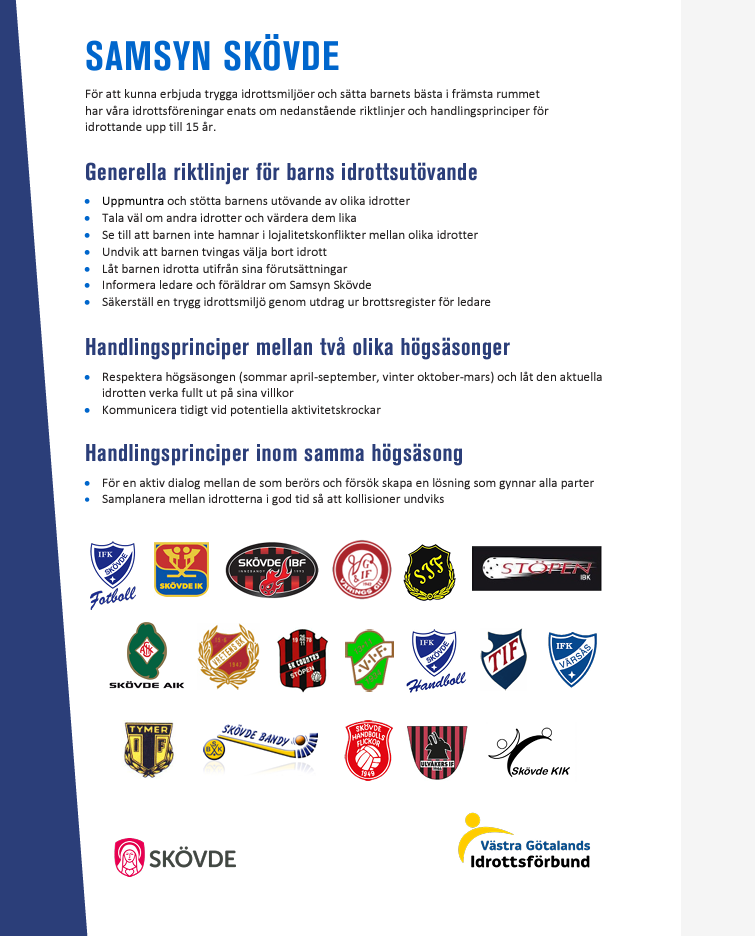 SAMSYN SKÖVDE
För att kunna erbjuda trygga idrottsmiljöer och sätta barnets bästa i främsta rummet
har våra idrottsföreningar enats om nedanstående riktlinjer och handlingsprinciper för
idrottande upp till 15 år.
Generella riktlinjer för barns idrottsutövande
Uppmuntra och stötta barnens utövande av olika idrotter
Tala väl om andra idrotter och värdera dem lika
Se till att barnen inte hamnar i lojalitetskonflikter mellan olika idrotter
Undvik att barnen tvingas välja bort idrott
Låt barnen idrotta utifrån sina förutsättningar
Informera ledare och föräldrar om Samsyn Skövde
Säkerställ en trygg idrottsmiljö genom utdrag ur brottsregister för ledare
Handlingsprinciper mellan två olika högsäsonger
Respektera högsäsongen (sommar april-september, vinter oktober-mars) och låt den aktuella
idrotten verka fullt ut på sina villkor
Kommunicera tidigt vid potentiella aktivitetskrockar
Handlingsprinciper inom samma högsäsong
För en aktiv dialog mellan de som berörs och försök skapa en lösning som gynnar alla parter
Samplanera mellan idrotterna i god tid så att kollisioner undviks
IFK
SKÖVDE
Fotboll
SKÖVDE IK
SKÖVDE IBF
INNEBANDY
SIF
STÖPEN
IBK
SKÖVDE AIK
1947
BK COUNTRY
STÖPEN
V.I.F
IFK
SKÖVDE
Handboll
TIF
IFK
VÄRSÅS
TYMER
IF
BSK
SKÖVDE BANDY
SKÖVDE
HANDBOLLS
FLICKOR
1949
ULVÅKERS IF
Skövde KIK
SKÖVDE
Västra Götalands
Idrottsförbund